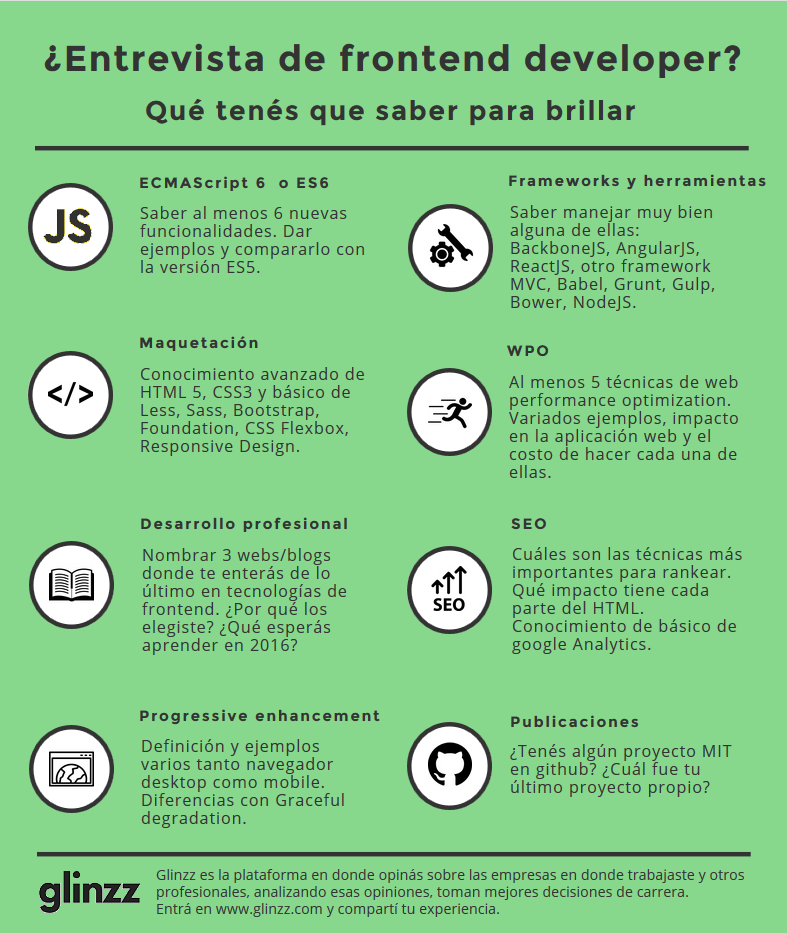 ¿Entrevista de frontend developer?
Qué tenés que saber para brillar
ECMAScript 6 o ES6
JS
Saber al menos 6 nuevas
funcionalidades. Dar
ejemplos y compararlo con
la versión ES5.
Frameworks y herramientas
Saber manejar muy bien
alguna de ellas:
BackboneJS, AngularJS,
ReactJS, otro framework
MVC, Babel, Grunt, Gulp,
Bower, NodeJS.
Maquetación
</>
Conocimiento avanzado de
HTML 5, CSS3 y básico de
Less, Sass, Bootstrap,
Foundation, CSS Flexbox,
Responsive Design.
WPO
Al menos 5 técnicas de web
performance optimization.
Variados ejemplos, impacto
en la aplicación web y el
costo de hacer cada una de
ellas.
Desarrollo profesional
Nombrar 3 webs/blogs
donde te enterás de lo
último en tecnologías de
frontend. ¿Por qué los
elegiste? ¿Qué esperás
aprender en 2016?
SEO
SEO
Cuáles son las técnicas más
importantes para rankear.
Qué impacto tiene cada
parte del HTML.
Conocimiento de básico de
google Analytics.
Progressive enhancement
Definición y ejemplos
varios tanto navegador
desktop como mobile.
Diferencias con Graceful
degradation.
Publicaciones
¿Tenés algún proyecto MIT
en github? ¿Cuál fue tu
último proyecto propio?
glinzz
Glinzz es la plataforma en donde opinás sobre las empresas en donde trabajaste y otros
profesionales, analizando esas opiniones, toman mejores decisiones de carrera.
Entrá en www.glinzz.com y compartí tu experiencia.